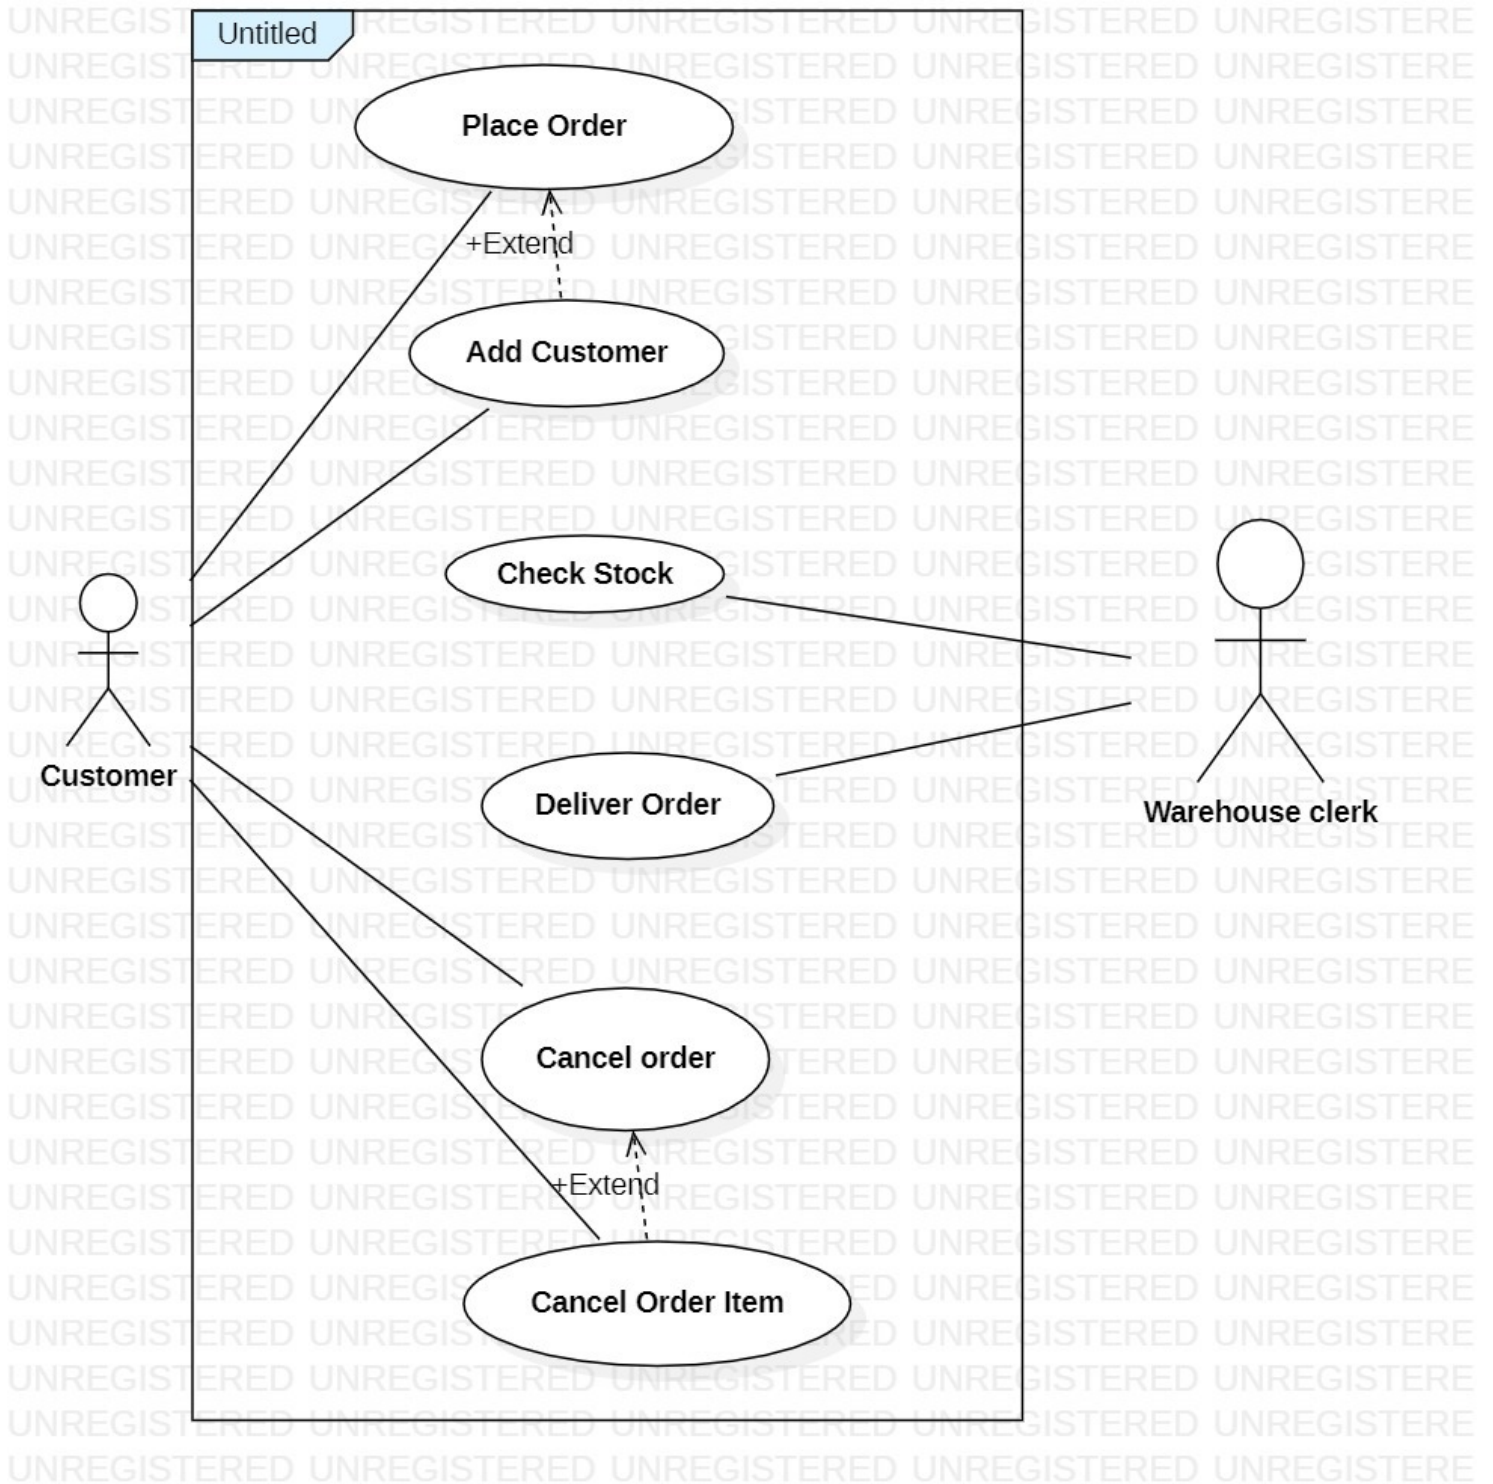 Untitled
Place Order
+Extend
Add Customer
Check Stock
Customer
Deliver Order
Warehouse clerk
Cancel order
+Extend
Cancel Order Item
UNREGISTERED